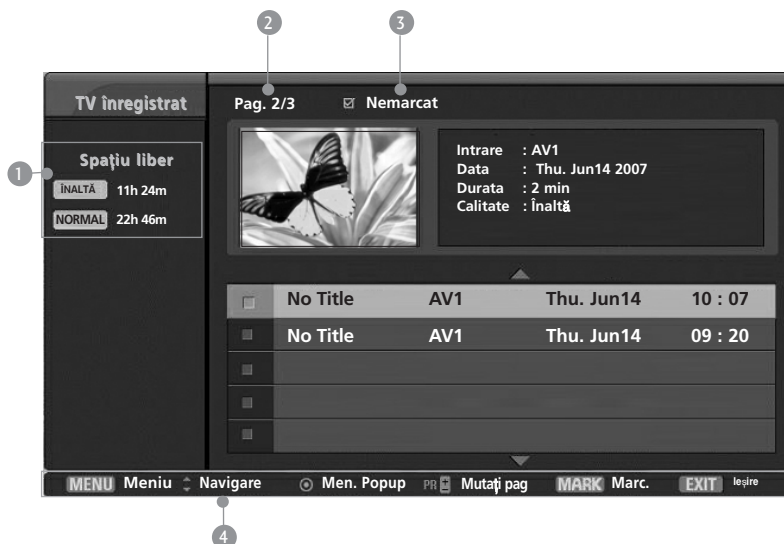 2 3
TV înregistrat Pag. 2/3 Nemarcat
1
Spaţiu liber
ÎNALTĂ 11h 24m
NORMAL 22h 46m
Intrare : AV1
Data : Thu. Jun14 2007
Durata : 2 min
Calitate : Înaltă
No Title AV1 Thu. Jun14 10 : 07
No Title AV1 Thu. Jun14 09 : 20
MENU Meniu Navigare Men. Popup PR + - Mutaţi pag MARK Marc. EXIT Ieşire
4